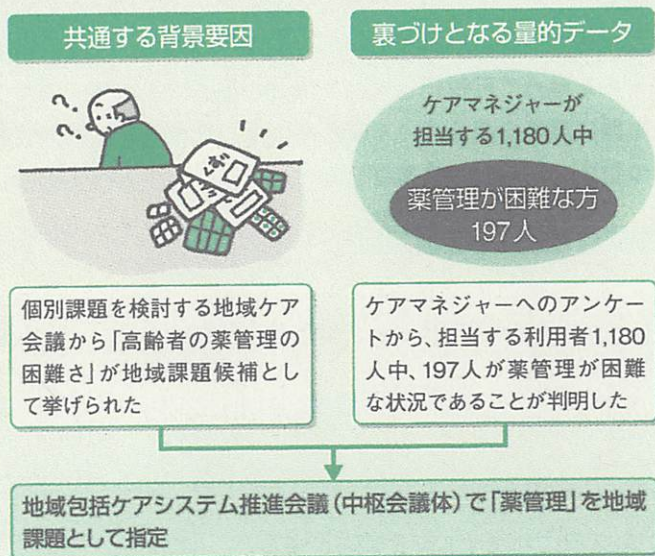 共通する背景要因
くすり
個別課題を検討する地域ケア
会議から「高齢者の薬管理の
困難さ」が地域課題候補とし
て挙げられた
裏づけとなる量的データ
ケアマネジャーが
担当する1,180人中
薬管理が困難な方
197人
ケアマネジャーへのアンケー
トから、担当する利用者1,180
人中、197人が薬管理が困難
な状況であることが判明した
地域包括ケアシステム推進会議（中枢会議体）で「薬管理」を地域
課題として指定